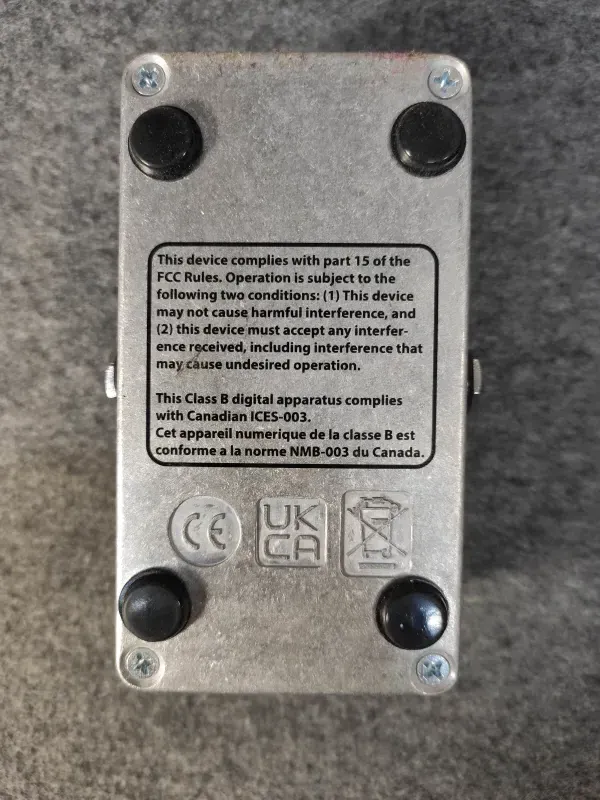 This device complies with part 15 of the
FCC Rules. Operation is subject to the
following two conditions: (1) This device
may not cause harmful interference, and
(2) this device must accept any interfer-
ence received, including interference that
may cause undesired operation.
This Class B digital apparatus complies
with Canadian ICES-003.
Cet appareil numerique de la classe B est
conforme a la norme NMB-003 du Canada.
CE
UK
CA